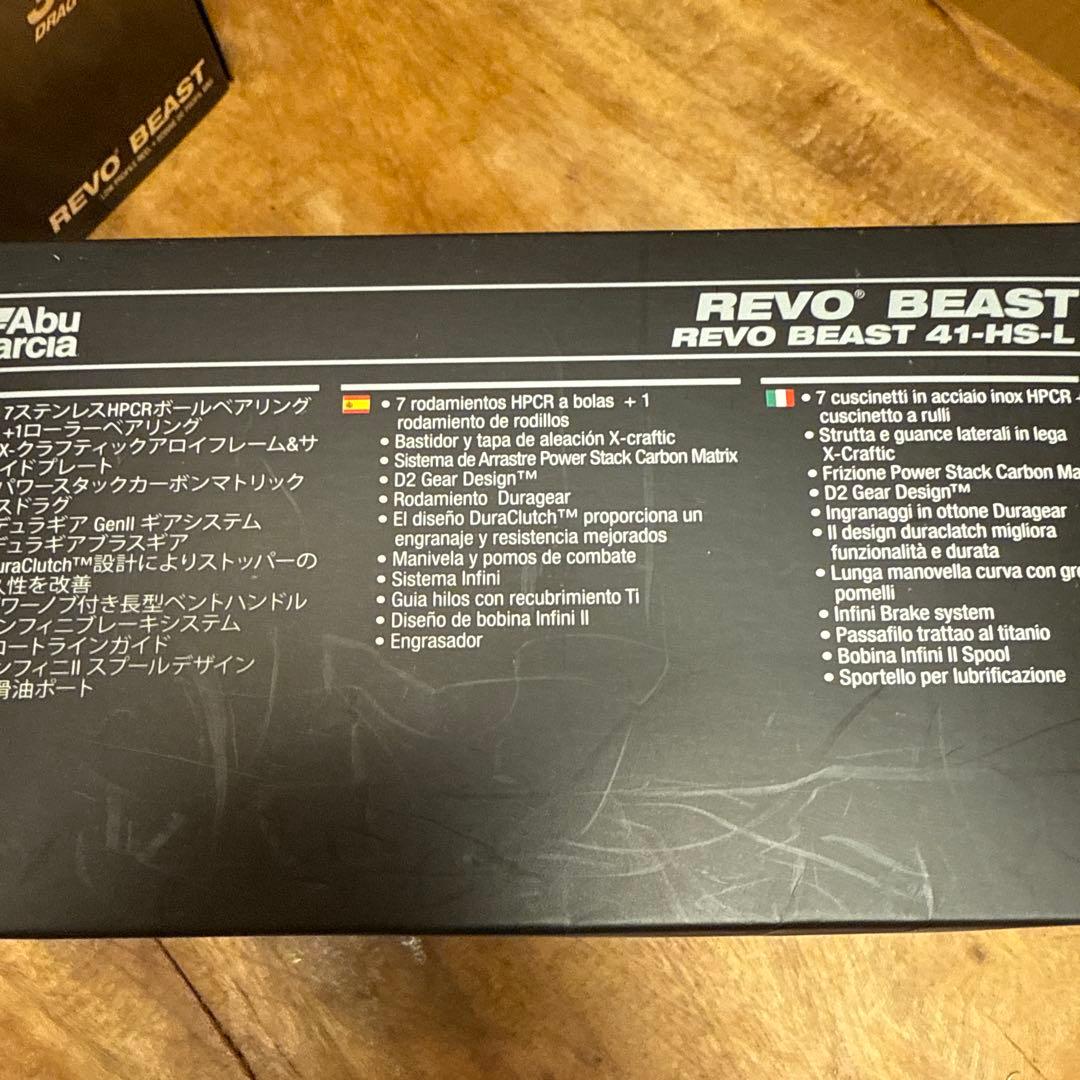 DRAG
REVO® BEAST
Abu
arcia
REVO® BEAST
REVO BEAST 41-HS-L
7ステンレスHPCRボールベアリング
+1ローラーベアリング
X-クラフティックアロイフレーム&サ
イドプレート
パワースタックカーボンマトリック
スドラグ
デュラギア GenII ギアシステム
デュラギアブラスギア
uraClutch™設計によりストッパーの
久性を改善
ワーノブ付き長型ベントハンドル
ンフィニブレーキシステム
コートラインガイド
ンフィニII スプールデザイン
滑油ポート
• 7 rodamientos HPCR a bolas + 1
rodamiento de rodillos
• Bastidor y tapa de aleación X-craftic
• Sistema de Arrastre Power Stack Carbon Matrix
• D2 Gear Design™
• Rodamiento Duragear
• El diseño DuraClutch™ proporciona un
engranaje y resistencia mejorados
• Manivela y pomos de combate
• Sistema Infini
• Guia hilos con recubrimiento Ti
• Diseño de bobina Infini II
• Engrasador
• 7 cuscinetti in acciaio inox HPCR
cuscinetto a rulli
• Strutta e guance laterali in lega
X-Craftic
• Frizione Power Stack Carbon Ma
• D2 Gear Design™
• Ingranaggi in ottone Duragear
• Il design duraclatch migliora
funzionalità e durata
• Lunga manovella curva con gr
pomelli
• Infini Brake system
• Passafilo trattao al titanio
• Bobina Infini II Spool
• Sportello per lubrificazione